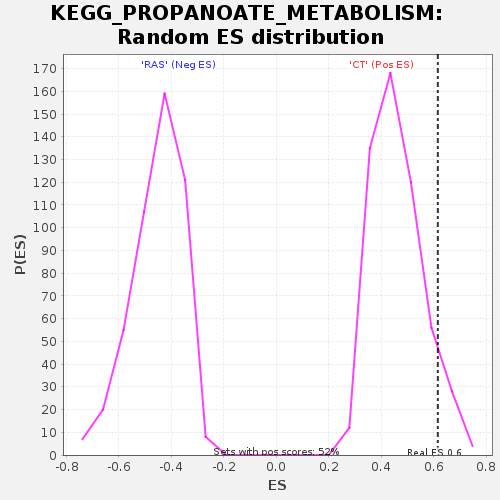 KEGG_PROPANOATE_METABOLISM:
Random ES distribution
'RAS' (Neg ES)
'CT' (Pos ES)
170
160
150
140
130
120
110
100
90
80
70
60
50
40
30
20
10
0
P(ES)
Sets with pos scores: 52%
Real ES 0.6
-0.8 -0.6 -0.4 -0.2 0.0 0.2 0.4 0.6 0.8
ES